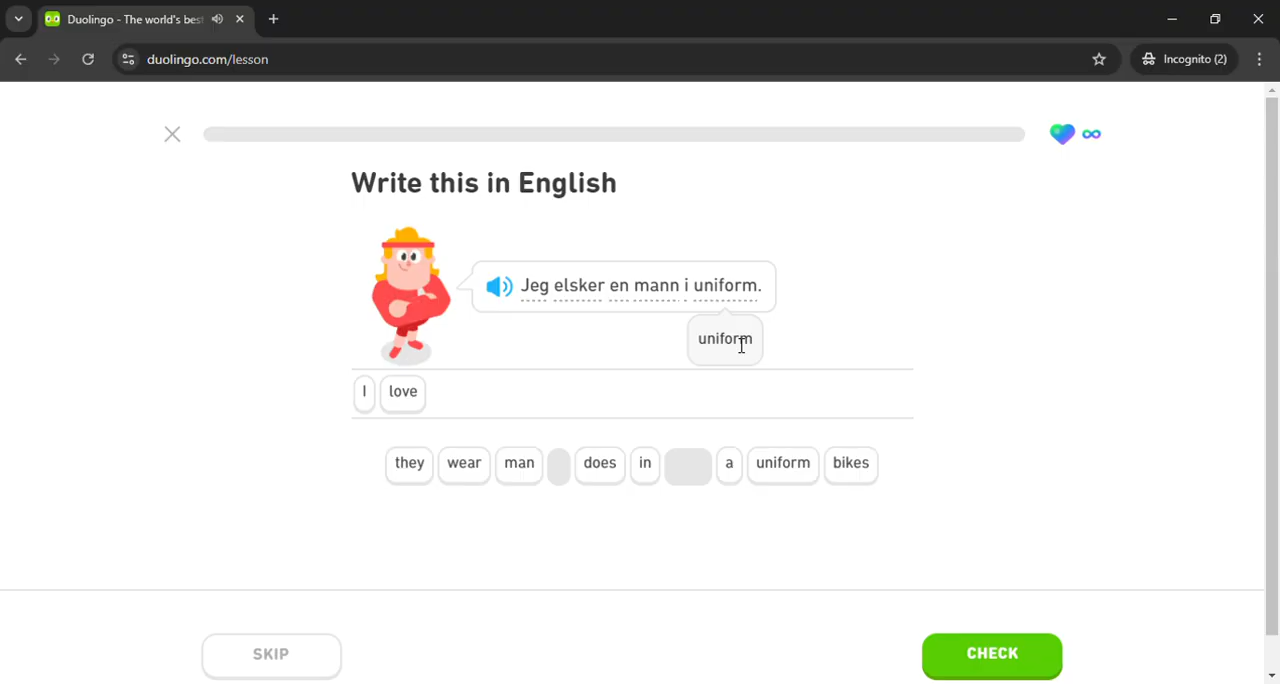 Duolingo - The world's bes
duolingo.com/lesson
Incognito (2)
Write this in English
Jeg elsker en mann i uniform.
uniform
I love
they wear man does in a uniform bikes
SKIP
CHECK